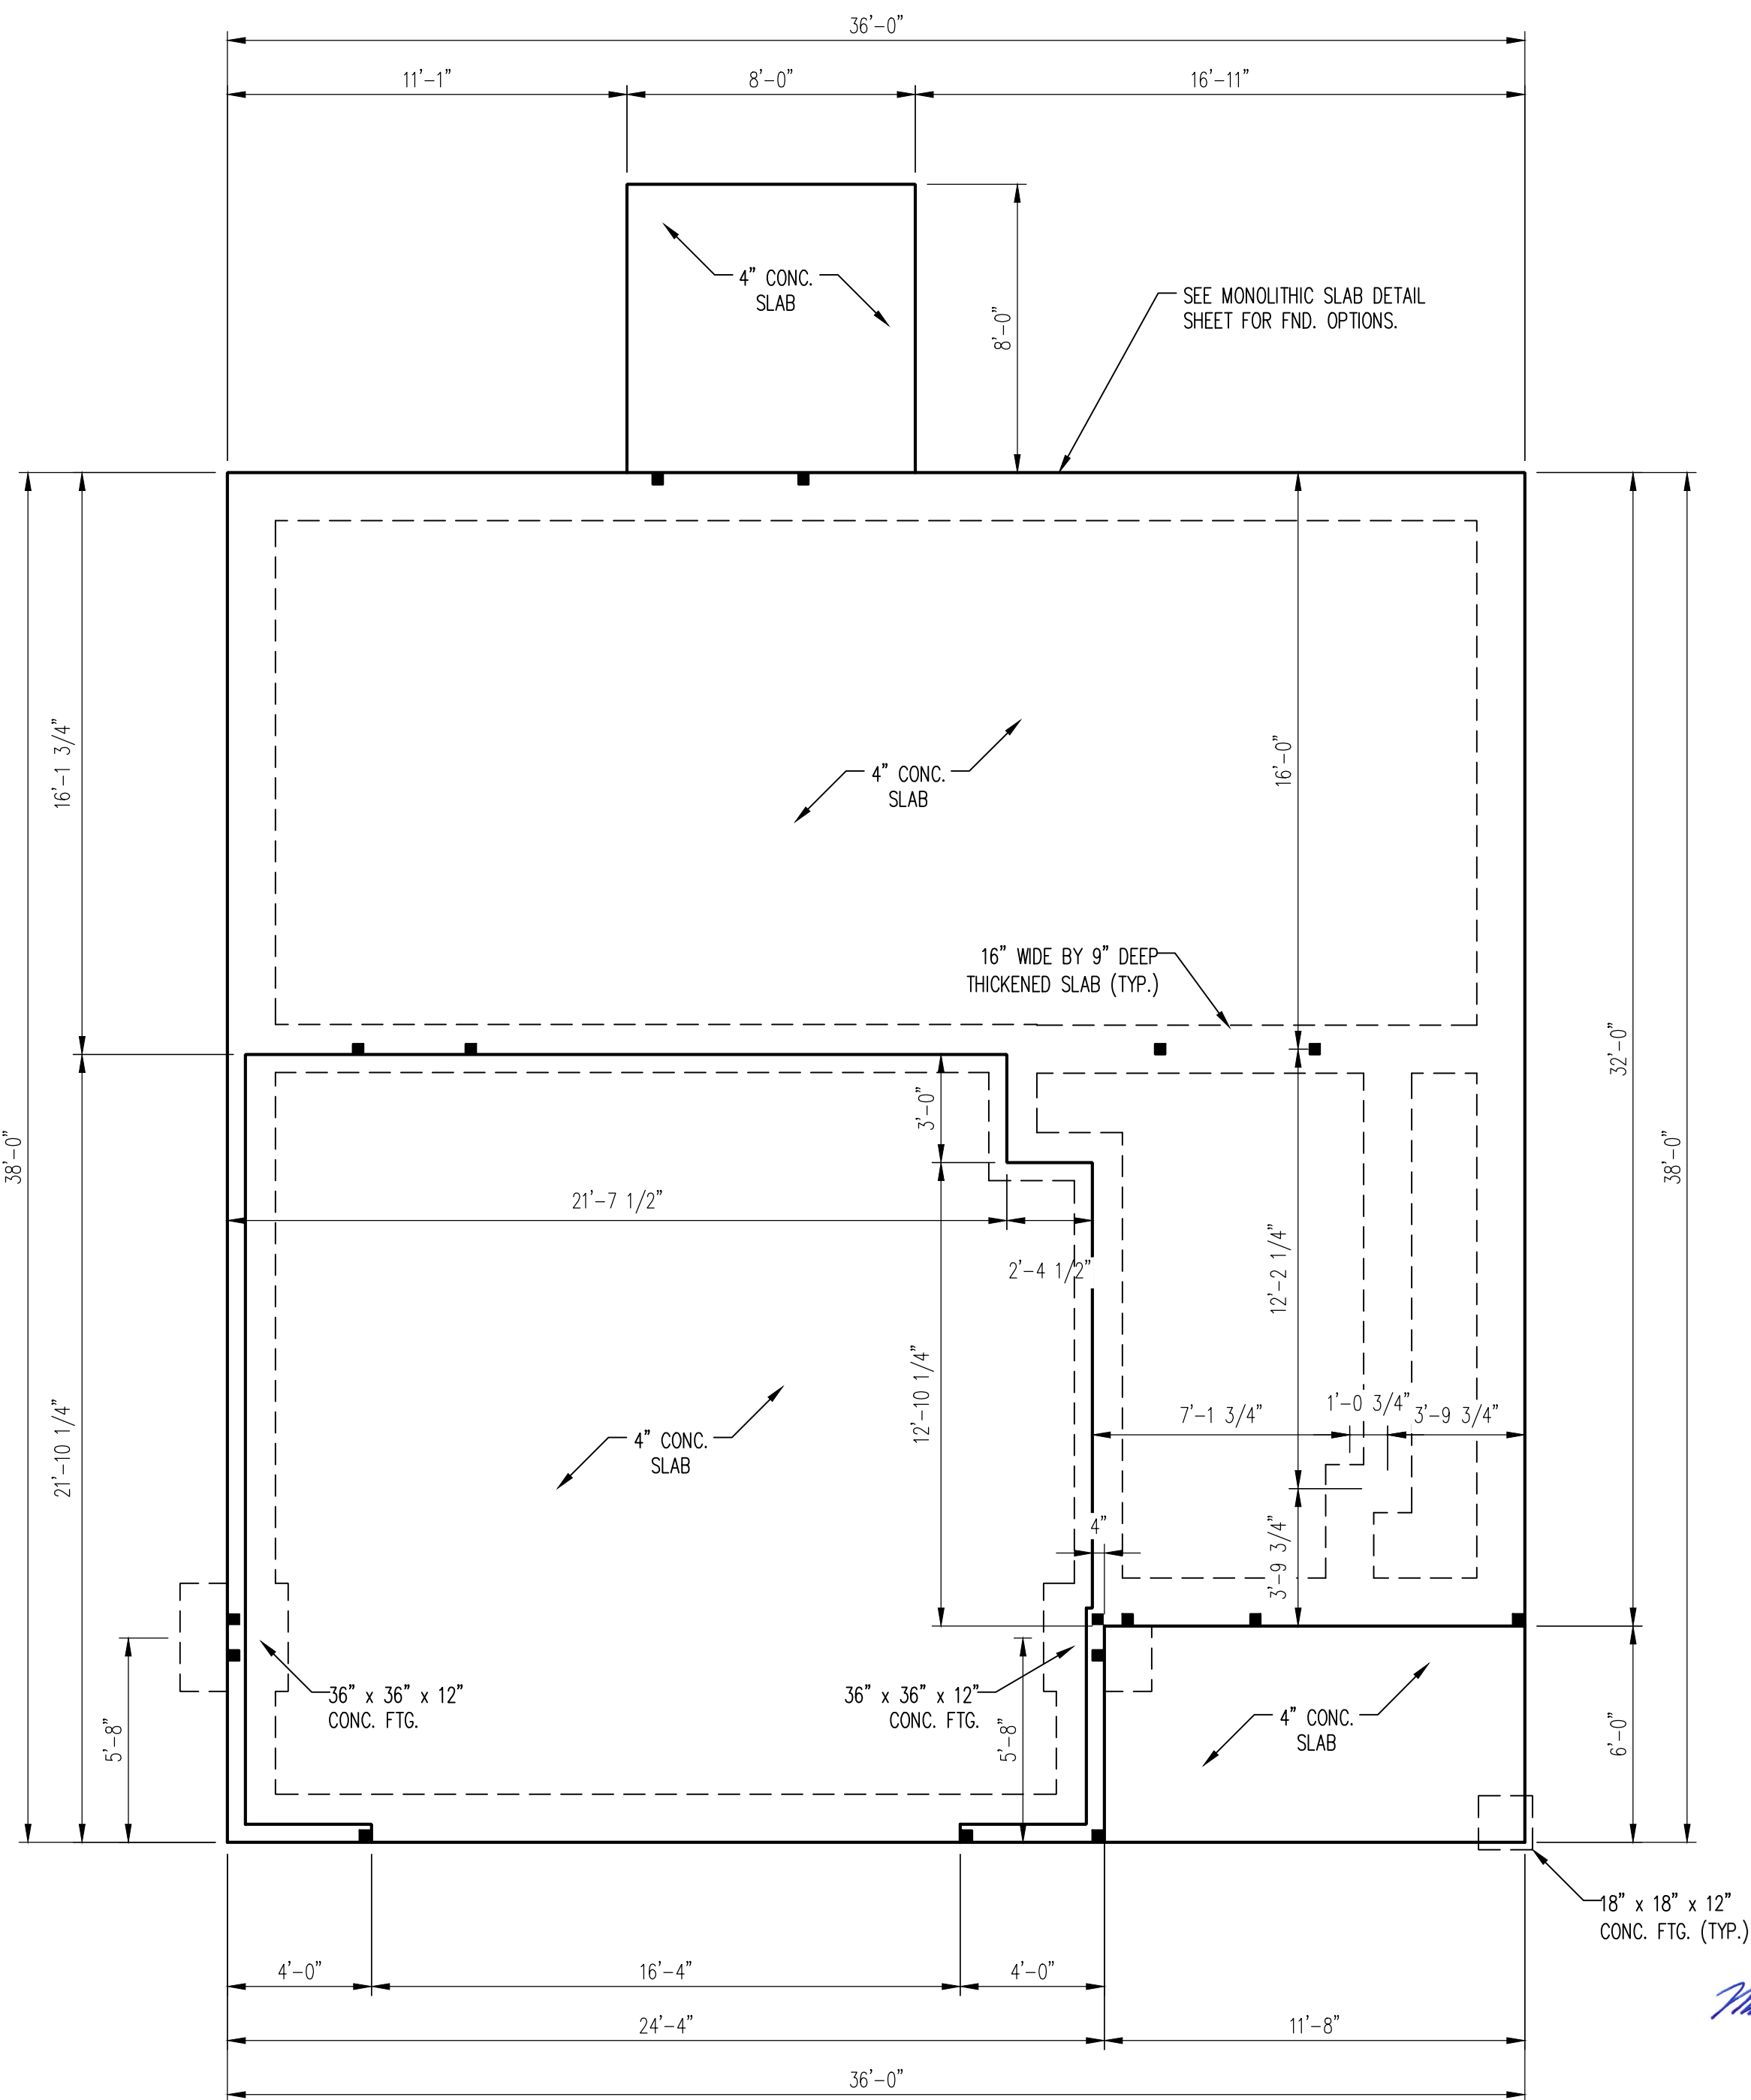 36'-0"
11'-1"
8'-0"
16'-11"
4" CONC.
SLAB
8'-0"
SEE MONOLITHIC SLAB DETAIL
SHEET FOR FND. OPTIONS.
16'-1 3/4"
4" CONC.
SLAB
16'-0"
16" WIDE BY 9" DEEP
THICKENED SLAB (TYP.)
32'-0"
38'-0"
3'-0"
38'-0"
21'-7 1/2"
2'-4 1/2"
12'-2 1/4"
12'-10 1/4"
21'-10 1/4"
4" CONC.
SLAB
7'-1 3/4"
1'-0 3/4"
3'-9 3/4"
4"
3'-9 3/4"
36" x 36" x 12"
CONC. FTG.
36" x 36" x 12"
CONC. FTG.
5'-8"
5'-8"
4" CONC.
SLAB
6'-0"
18" x 18" x 12"
CONC. FTG. (TYP.)
4'-0"
16'-4"
4'-0"
24'-4"
11'-8"
36'-0"